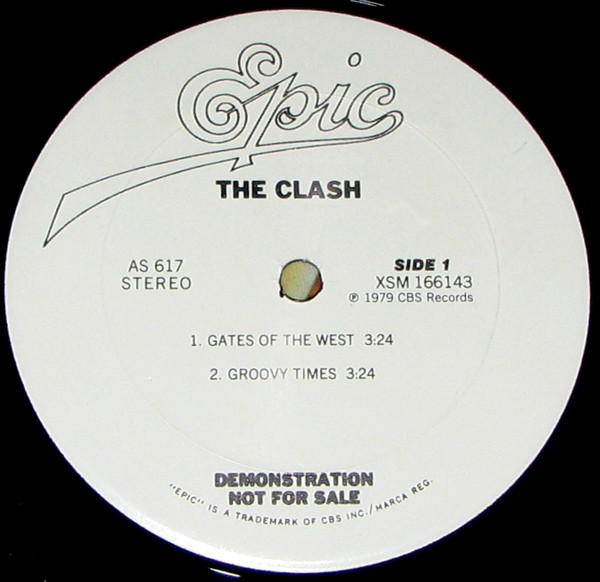 Epic
THE CLASH
AS 617
STEREO
SIDE 1
XSM 166143
℗ 1979 CBS Records
1. GATES OF THE WEST 3:24
2. GROOVY TIMES 3:24
DEMONSTRATION
NOT FOR SALE
"EPIC" IS A TRADEMARK OF CBS INC./MARCA REG.